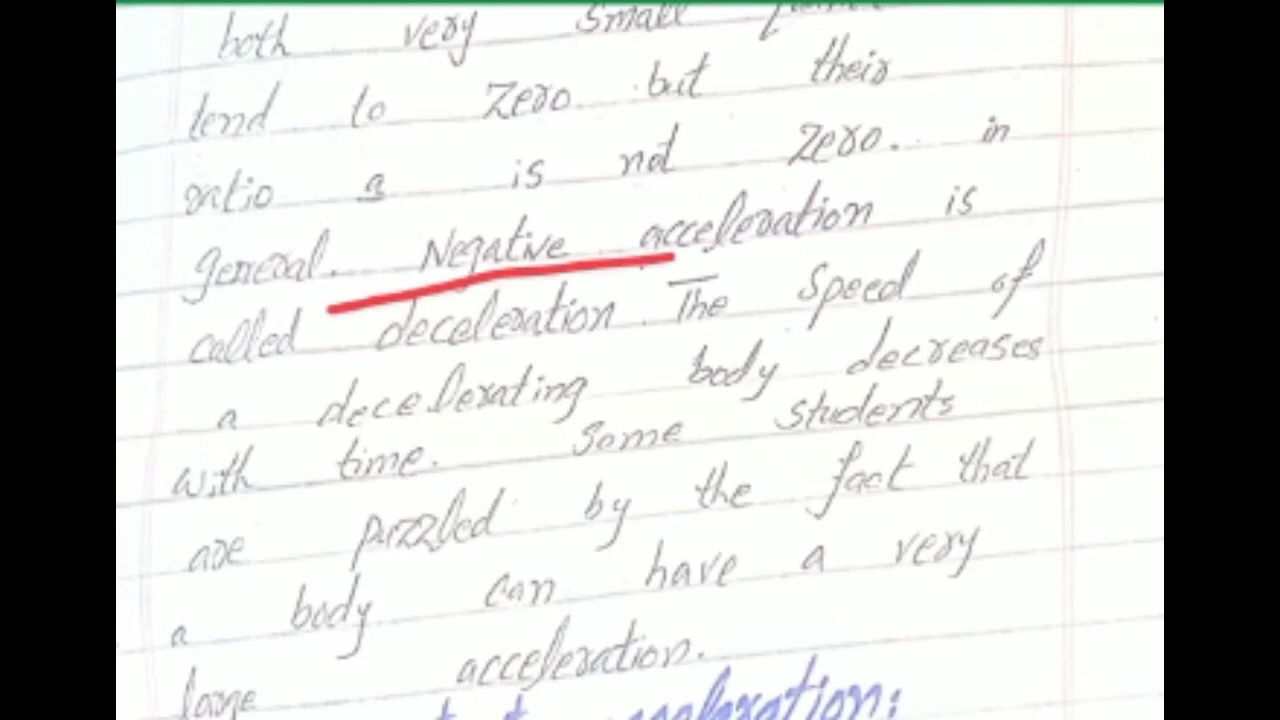 both very small
tend to zero but their
ratio a is not zero. in
general. Negative acceleration is
called deceleration. The speed of
a decelerating body decreases
with time. Some students
are puzzled by the fact that
a body can have a very
large acceleration.
acceleration: